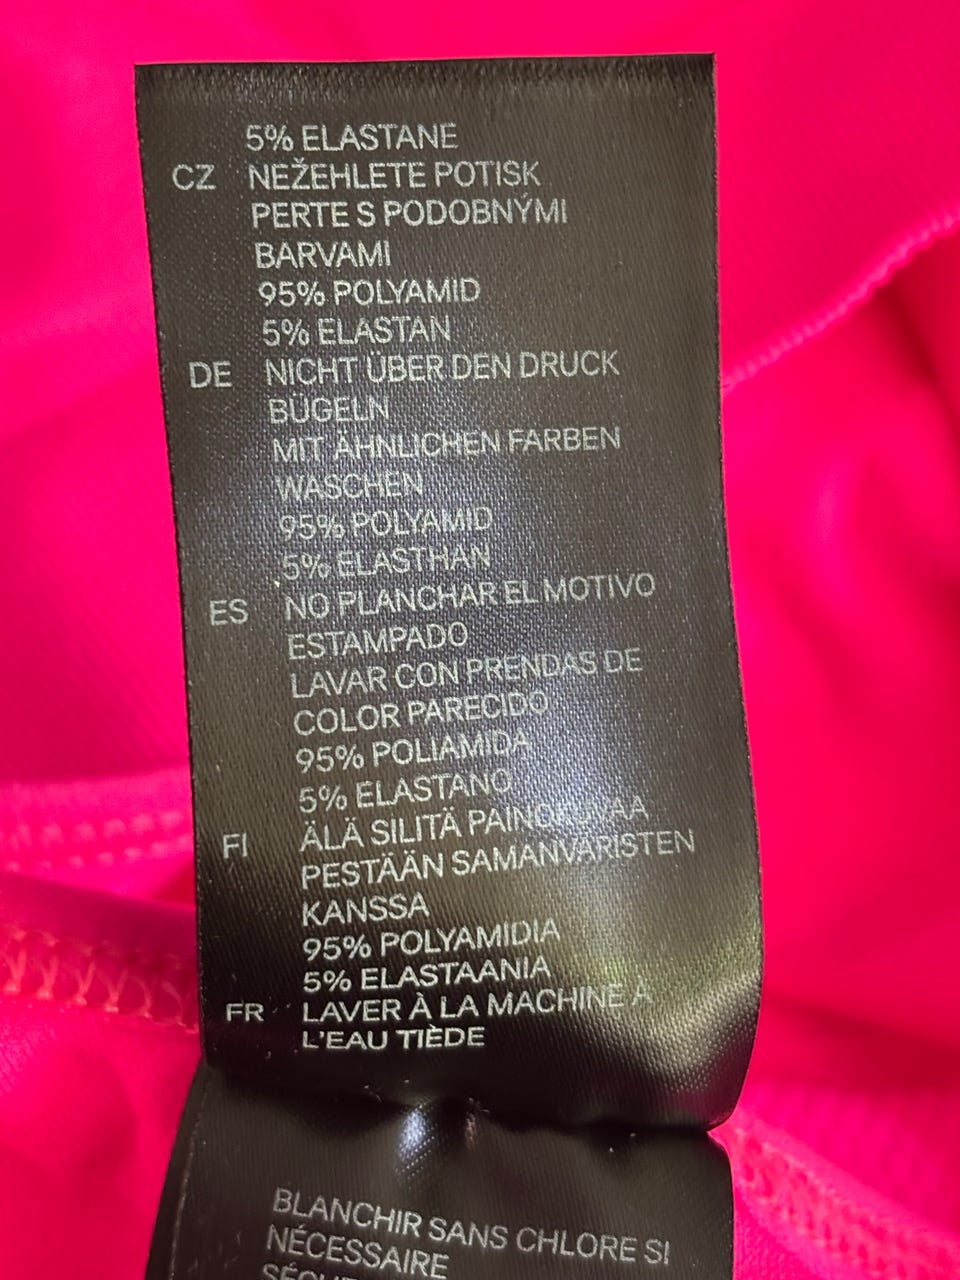 5% ELASTANE
CZ NEŽEHLETE POTISK
PERTE S PODOBNÝMI
BARVAMI
95% POLYAMID
5% ELASTAN
DE NICHT ÜBER DEN DRUCK
BÜGELN
MIT ÄHNLICHEN FARBEN
WASCHEN
95% POLYAMID
5% ELASTHAN
ES NO PLANCHAR EL MOTIVO
ESTAMPADO
LAVAR CON PRENDAS DE
COLOR PARECIDO
95% POLIAMIDA
5% ELASTANO
FI ÄLÄ SILITÄ PAINOKUVAA
PESTÄÄN SAMANVÄRISTEN
KANSSA
95% POLYAMIDIA
5% ELASTAANIA
FR LAVER À LA MACHINE À
L'EAU TIÈDE
BLANCHIR SANS CHLORE SI
NÉCESSAIRE